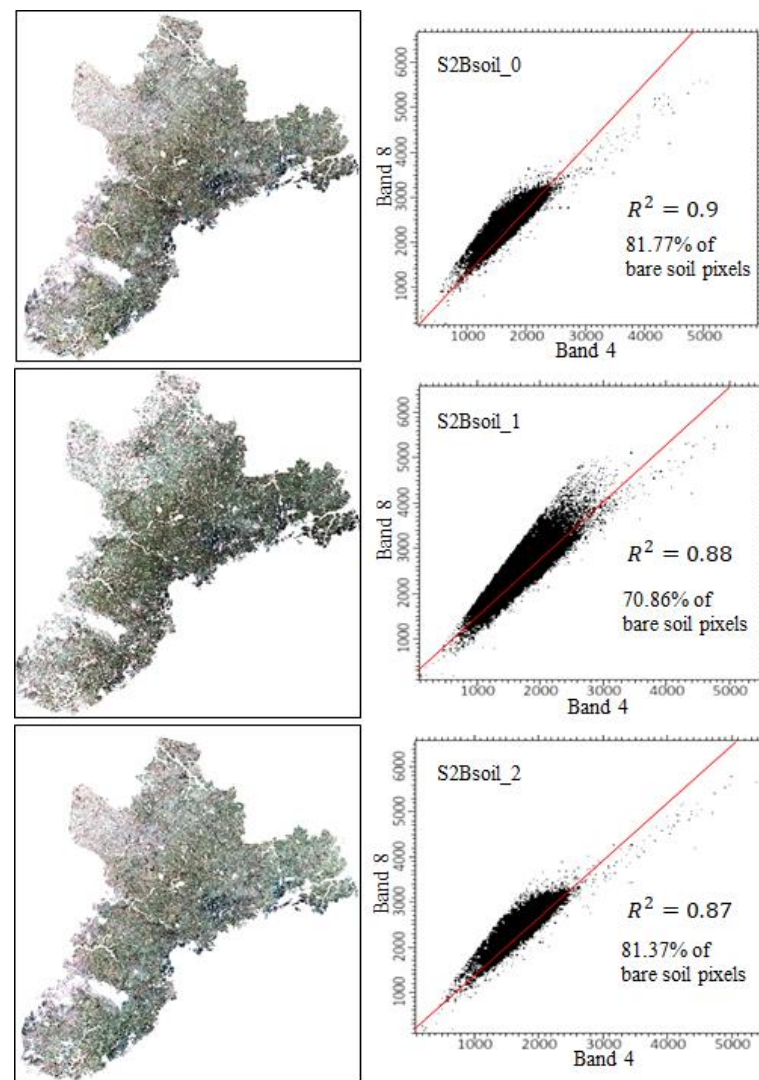 S2Bsoil_0
6000
5000
4000
3000
2000
1000
Band 8
R² = 0.9
81.77% of
bare soil pixels
1000 2000 3000 4000 5000
Band 4
S2Bsoil_1
6000
5000
4000
3000
2000
1000
Band 8
R² = 0.88
70.86% of
bare soil pixels
1000 2000 3000 4000 5000
Band 4
S2Bsoil_2
6000
5000
4000
3000
2000
1000
Band 8
R² = 0.87
81.37% of
bare soil pixels
1000 2000 3000 4000 5000
Band 4